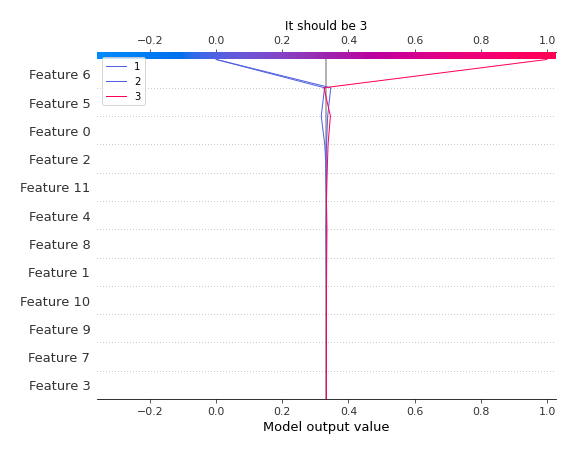 It should be 3
−0.2 0.0 0.2 0.4 0.6 0.8 1.0
1
2
3
Feature 6
Feature 5
Feature 0
Feature 2
Feature 11
Feature 4
Feature 8
Feature 1
Feature 10
Feature 9
Feature 7
Feature 3
−0.2 0.0 0.2 0.4 0.6 0.8 1.0
Model output value